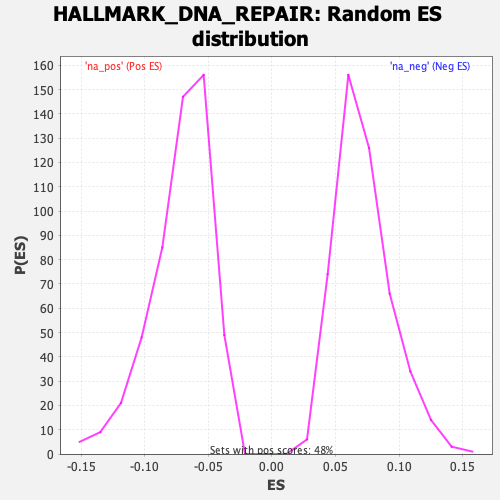 HALLMARK_DNA_REPAIR: Random ES
distribution
'na_pos' (Pos ES)
'na_neg' (Neg ES)
160
150
140
130
120
110
100
90
80
70
60
50
40
30
20
10
0
P(ES)
Sets with pos scores: 48%
-0.15 -0.10 -0.05 0.00 0.05 0.10 0.15
ES